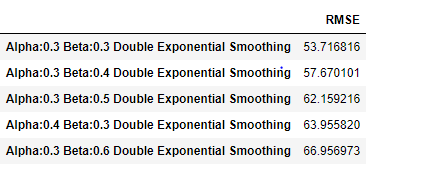 RMSE
Alpha:0.3 Beta:0.3 Double Exponential Smoothing 53.716816
Alpha:0.3 Beta:0.4 Double Exponential Smoothing 57.670101
Alpha:0.3 Beta:0.5 Double Exponential Smoothing 62.159216
Alpha:0.4 Beta:0.3 Double Exponential Smoothing 63.955820
Alpha:0.3 Beta:0.6 Double Exponential Smoothing 66.956973